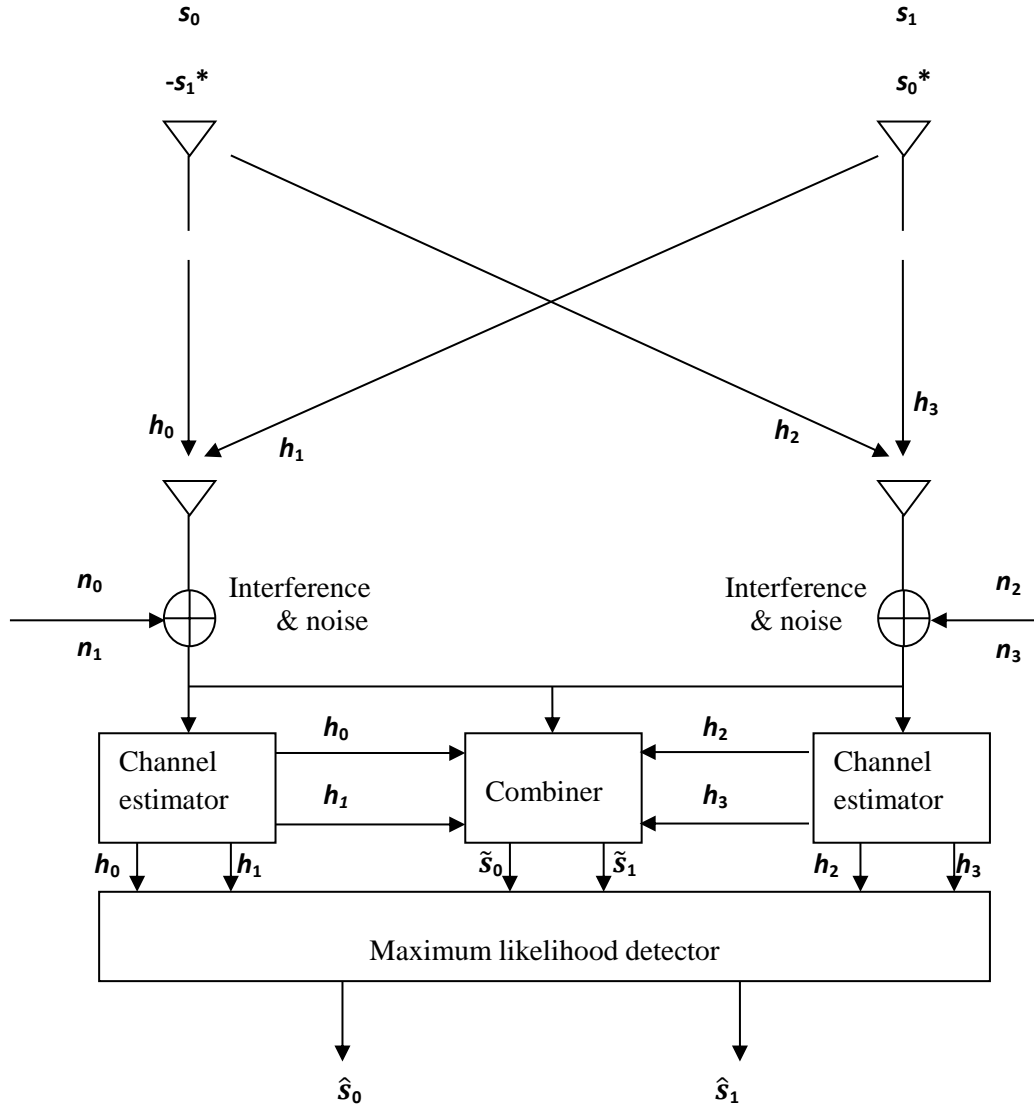 s₀ s₁
-s₁* s₀*
h₀ h₁ h₂ h₃
n₀ Interference Interference n₂
& noise & noise
n₁ n₃
h₀ h₂
Channel Channel
estimator Combiner estimator
h₁ h₃
h₀ h₁ s̃₀ s̃₁ h₂ h₃
Maximum likelihood detector
ŝ₀ ŝ₁